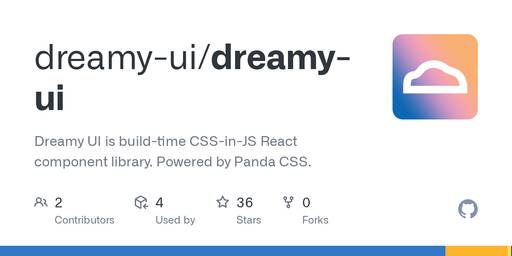 dreamy-ui/dreamy-
ui
Dreamy UI is build-time CSS-in-JS React
component library. Powered by Panda CSS.
2 4 36 0
Contributors Used by Stars Forks